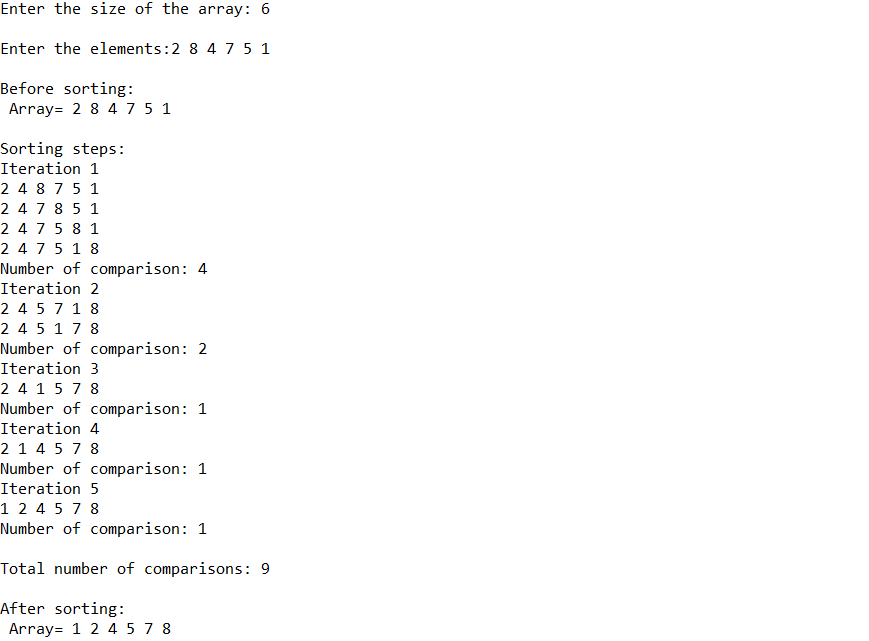 Enter the size of the array: 6
Enter the elements:2 8 4 7 5 1
Before sorting:
Array= 2 8 4 7 5 1
Sorting steps:
Iteration 1
2 4 8 7 5 1
2 4 7 8 5 1
2 4 7 5 8 1
2 4 7 5 1 8
Number of comparison: 4
Iteration 2
2 4 5 7 1 8
2 4 5 1 7 8
Number of comparison: 2
Iteration 3
2 4 1 5 7 8
Number of comparison: 1
Iteration 4
2 1 4 5 7 8
Number of comparison: 1
Iteration 5
1 2 4 5 7 8
Number of comparison: 1
Total number of comparisons: 9
After sorting:
Array= 1 2 4 5 7 8